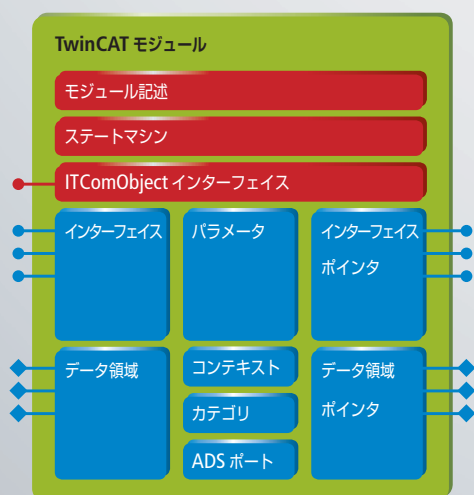 TwinCAT モジュール
モジュール記述
ステートマシン
ITComObject インターフェイス
インターフェイス
パラメータ
インターフェイス
ポインタ
データ領域
コンテキスト
カテゴリ
ADS ポート
データ領域
ポインタ